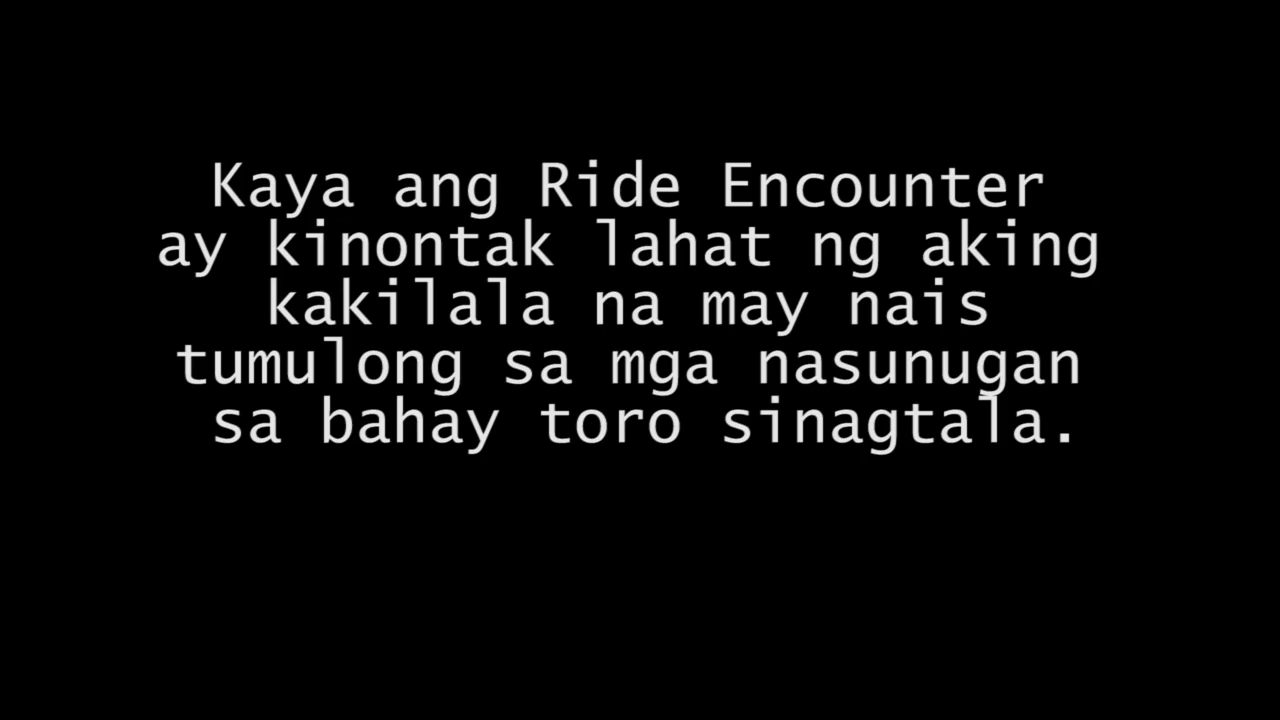 Kaya ang Ride Encounter
ay kinontak lahat ng aking
kakilala na may nais
tumulong sa mga nasunugan
sa bahay toro sinagtala.